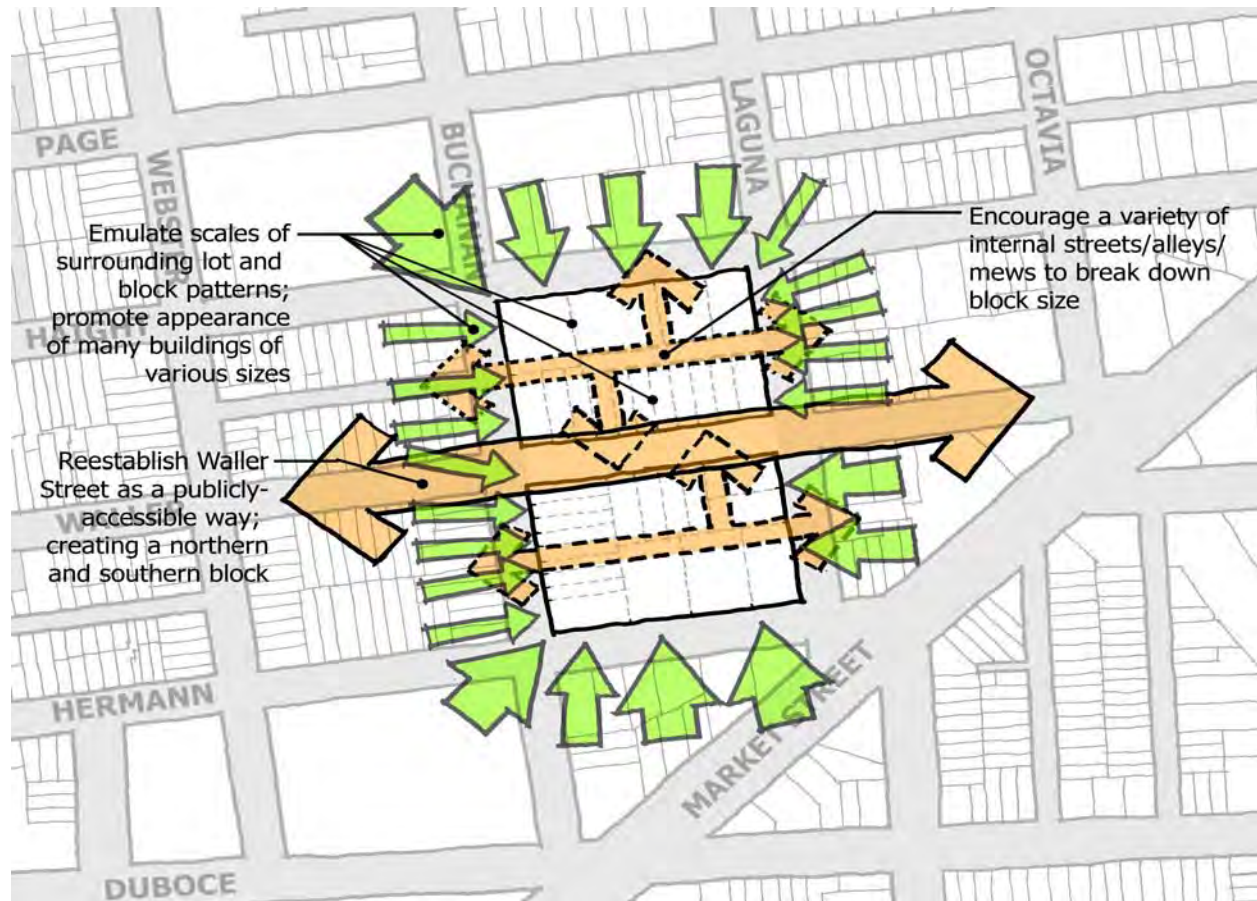 PAGE
WEBSTER
BUCHANAN
LAGUNA
OCTAVIA
Emulate scales of
surrounding lot and
block patterns;
promote appearance
of many buildings of
various sizes
Encourage a variety of
internal streets/alleys/
mews to break down
block size
HAIGHT
Reestablish Waller
Street as a publicly-
accessible way;
creating a northern
and southern block
WALLER
HERMANN
MARKET STREET
DUBOCE